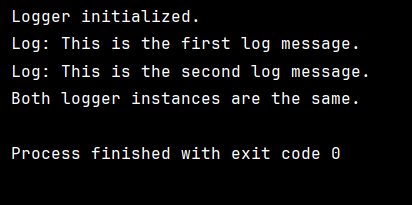 Logger initialized.
Log: This is the first log message.
Log: This is the second log message.
Both logger instances are the same.
Process finished with exit code 0